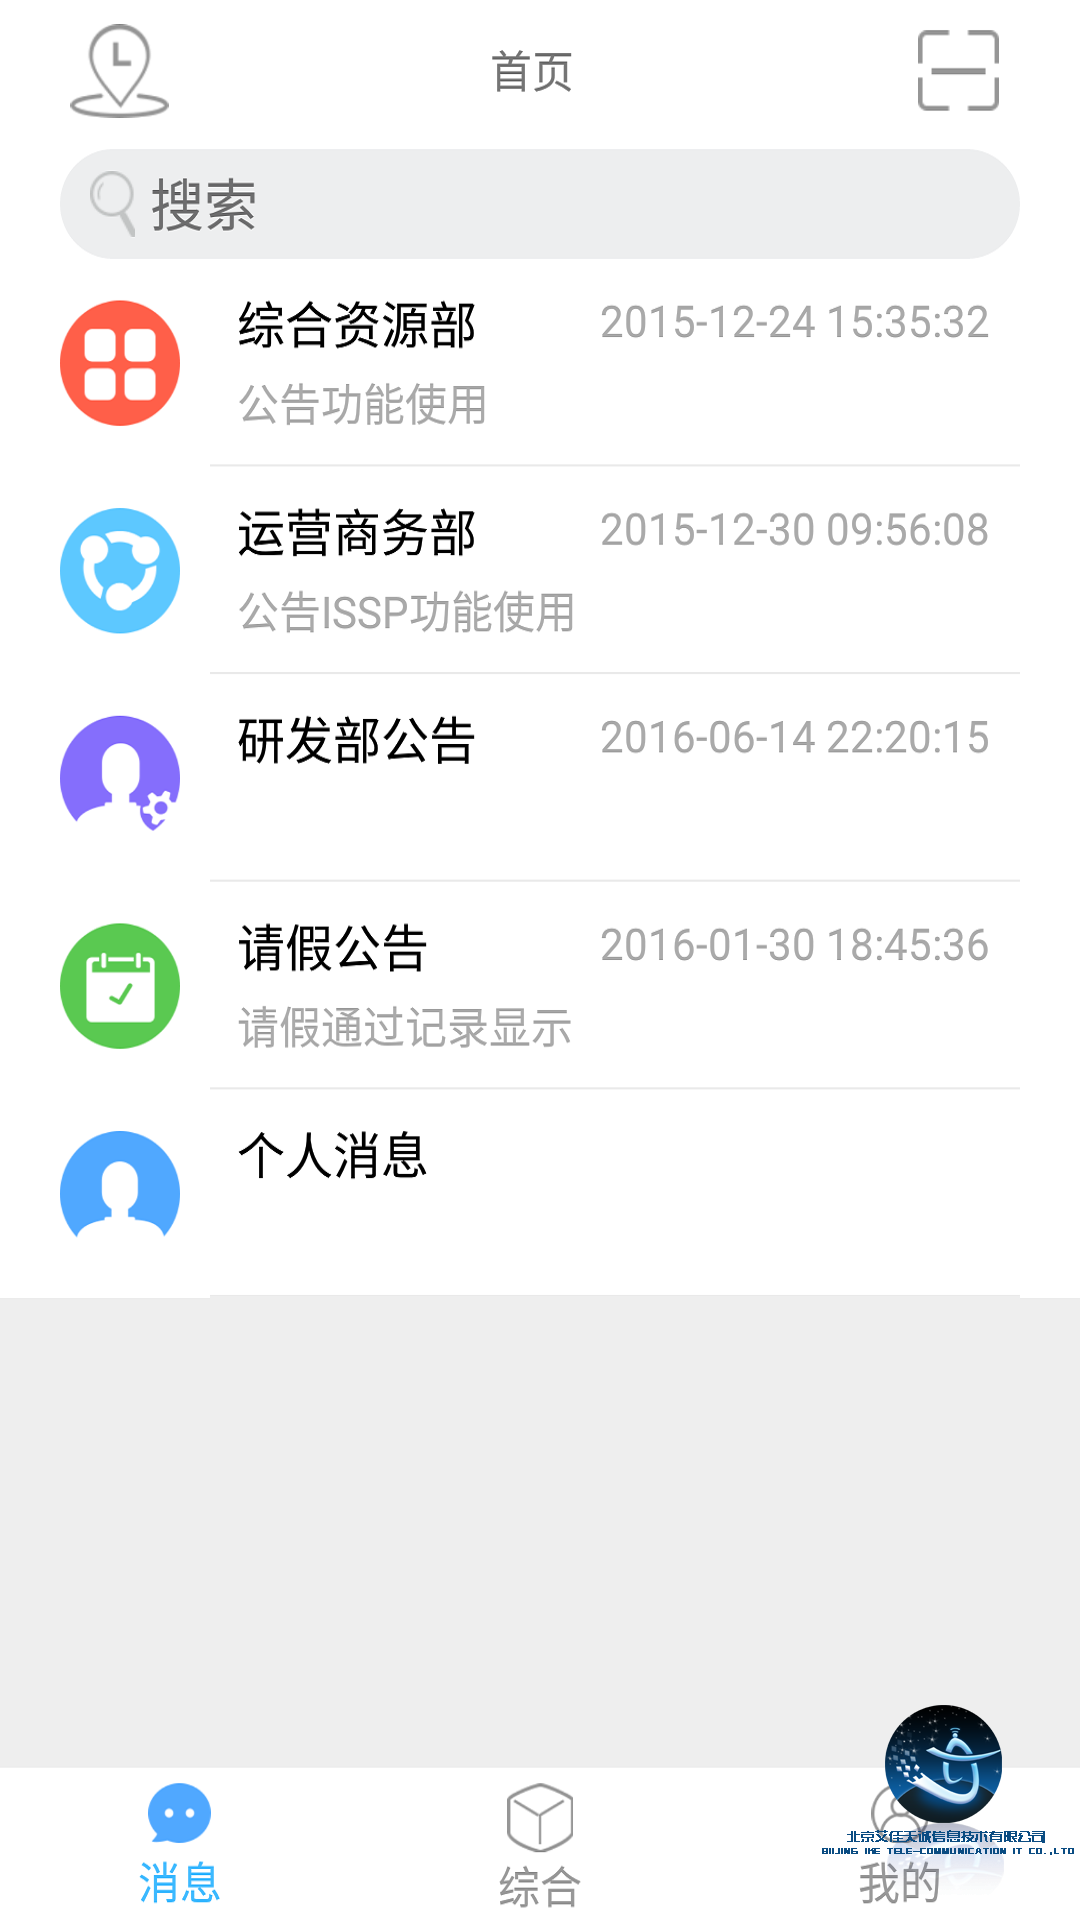 首页
搜索
综合资源部 2015-12-24 15:35:32
公告功能使用
运营商务部 2015-12-30 09:56:08
公告ISSP功能使用
研发部公告 2016-06-14 22:20:15
请假公告 2016-01-30 18:45:36
请假通过记录显示
个人消息
北京艾任天诚信息技术有限公司
BIJING IKE TELE-COMMUNICATION IT CO.,LTD
消息 综合 我的